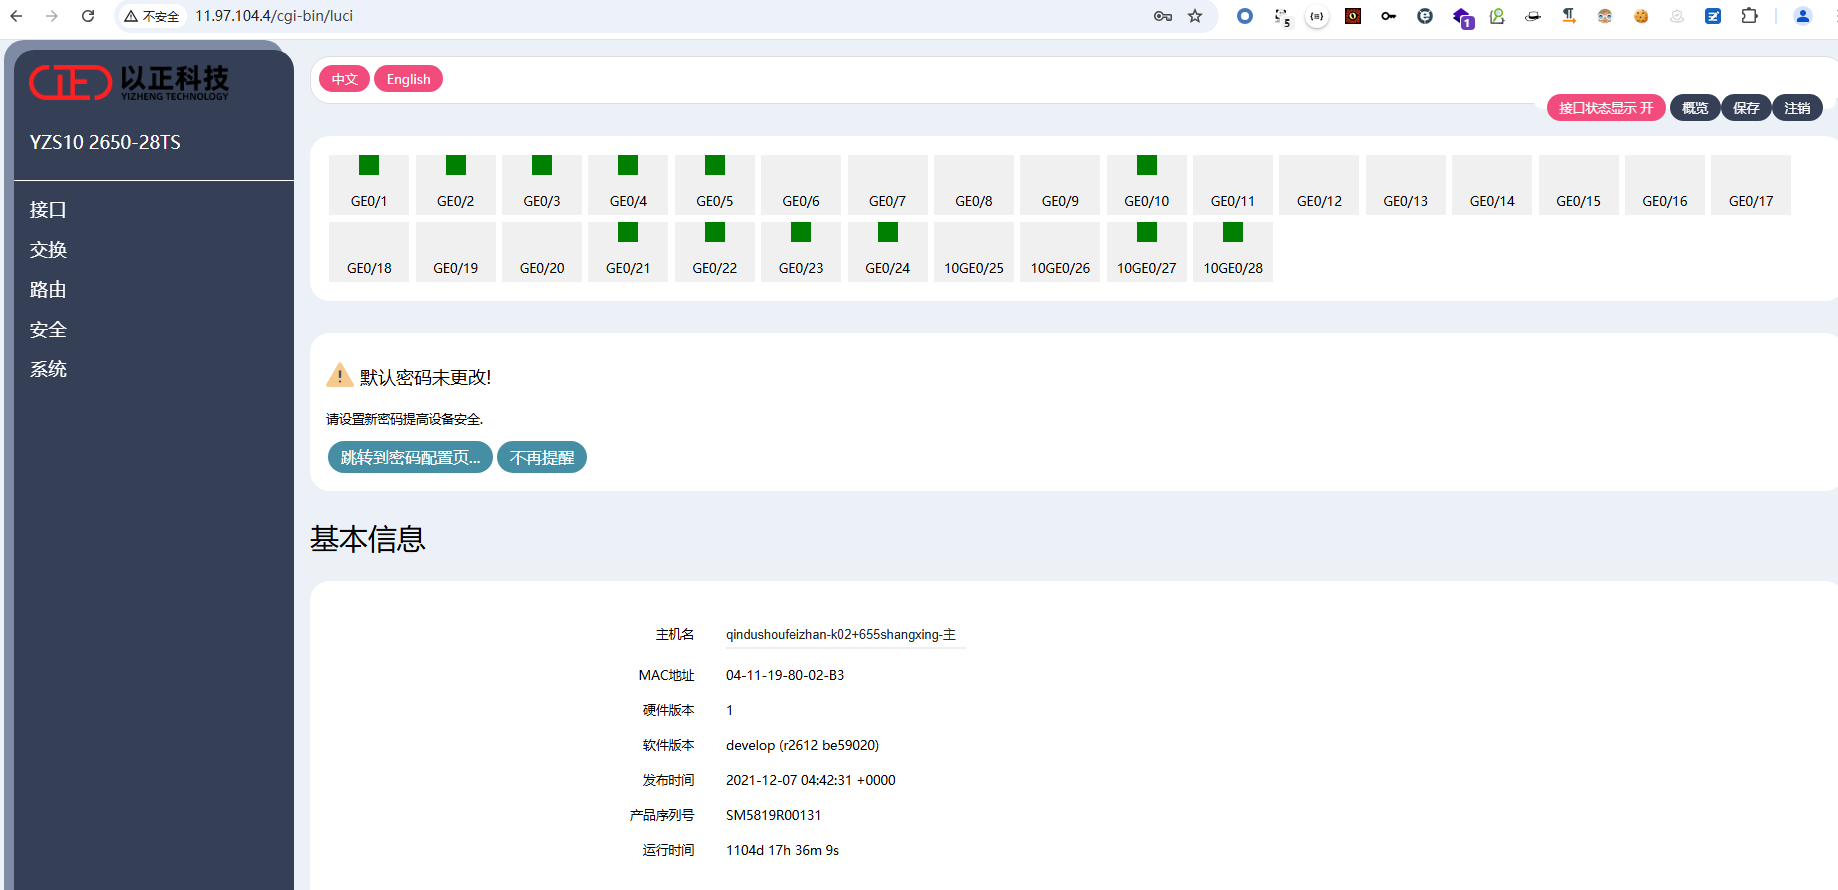 不安全 11.97.104.4/cgi-bin/luci
5
1
以正科技
YIZHENG TECHNOLOGY
YZS10 2650-28TS
接口
交换
路由
安全
系统
中文 English
接口状态显示 开 概览 保存 注销
GE0/1 GE0/2 GE0/3 GE0/4 GE0/5 GE0/6 GE0/7 GE0/8 GE0/9 GE0/10 GE0/11 GE0/12 GE0/13 GE0/14 GE0/15 GE0/16 GE0/17
GE0/18 GE0/19 GE0/20 GE0/21 GE0/22 GE0/23 GE0/24 10GE0/25 10GE0/26 10GE0/27 10GE0/28
默认密码未更改!
请设置新密码提高设备安全.
跳转到密码配置页... 不再提醒
基本信息
主机名 qindushoufeizhan-k02+655shangxing-主
MAC地址 04-11-19-80-02-B3
硬件版本 1
软件版本 develop (r2612 be59020)
发布时间 2021-12-07 04:42:31 +0000
产品序列号 SM5819R00131
运行时间 1104d 17h 36m 9s